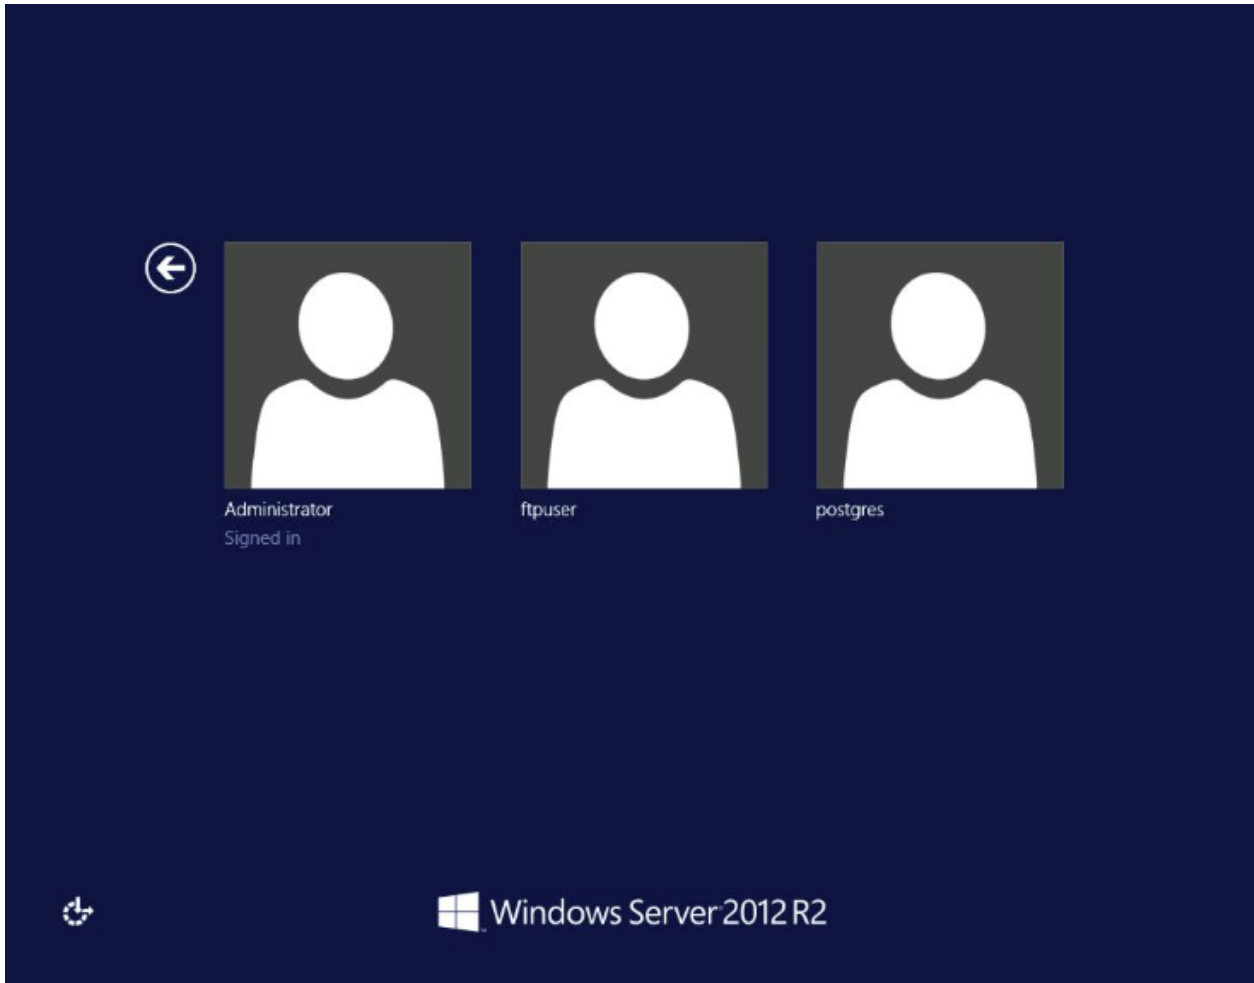 Administrator
Signed in
ftpuser
postgres
Windows Server 2012 R2